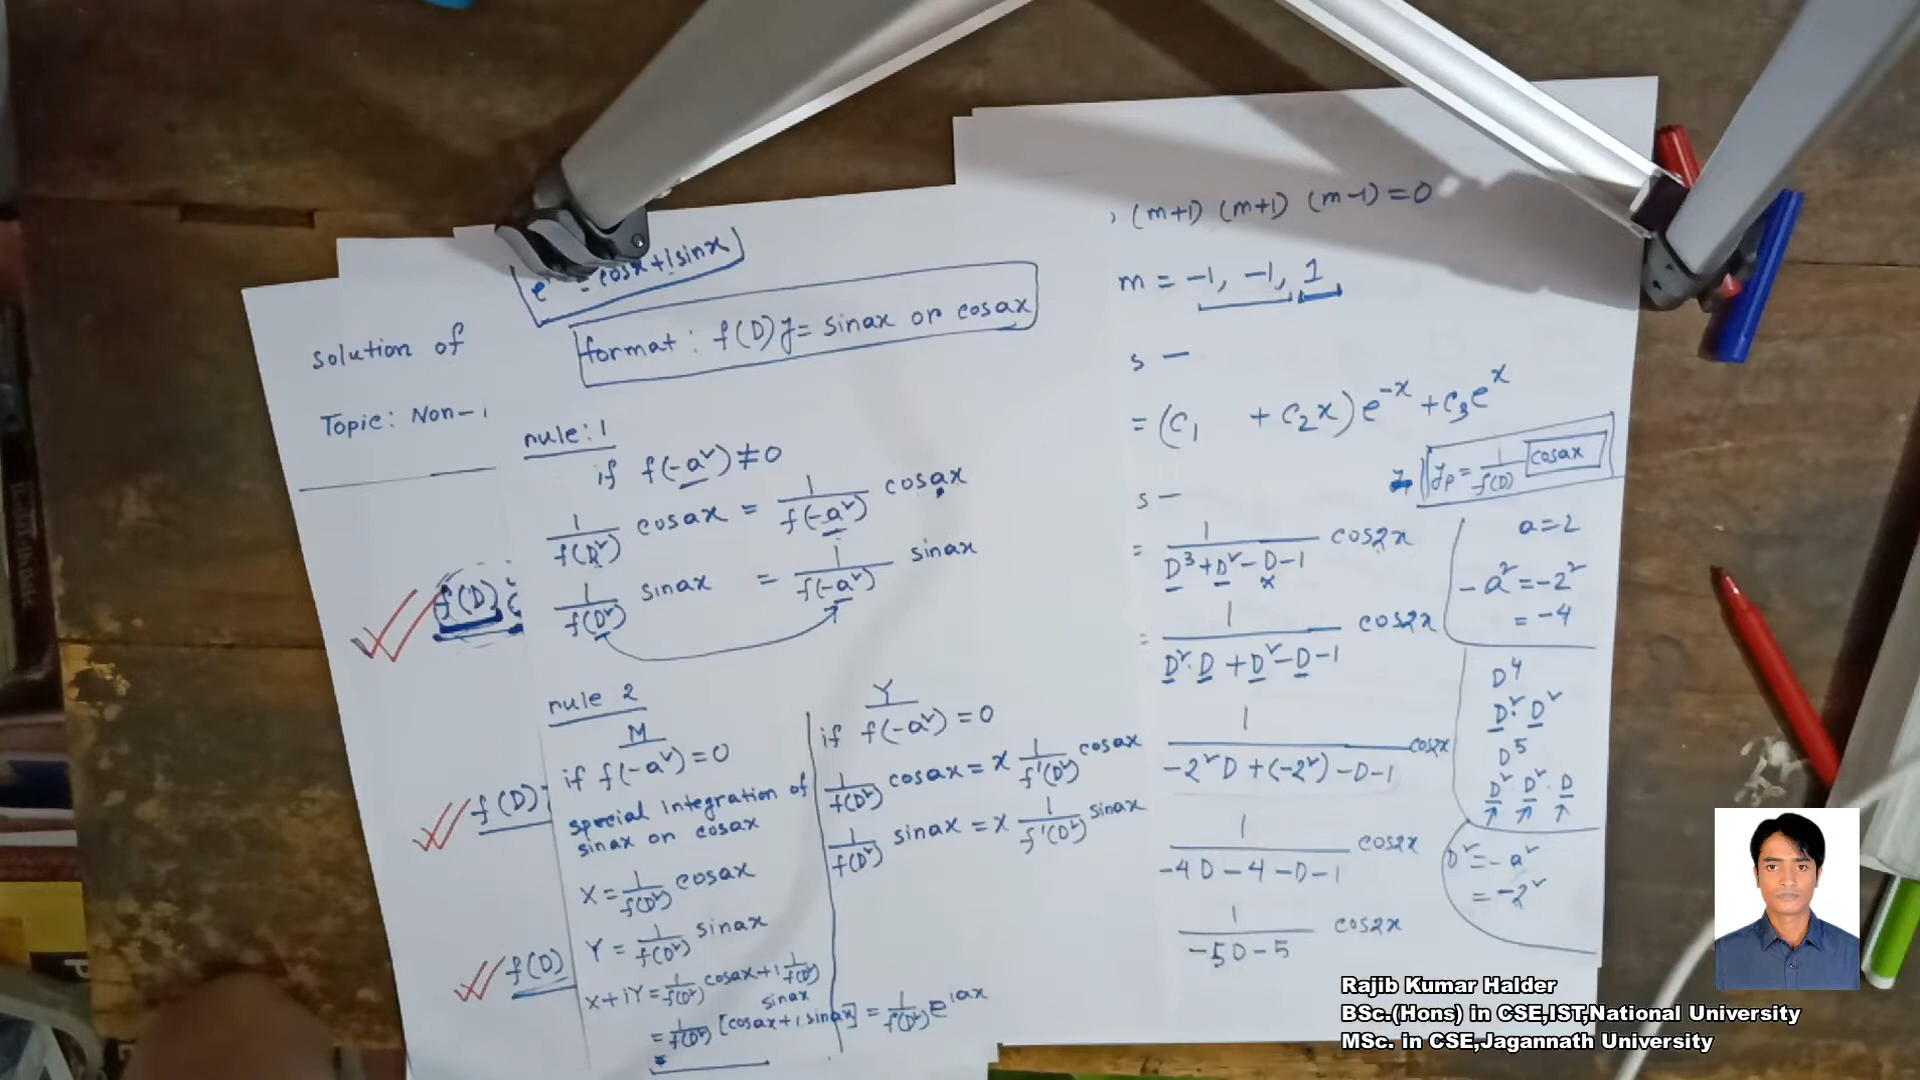 e = cosx+isinx
format: f(D)y= sinax or cosax
solution of
Topic: Non-
rule:1
if f(-a²) ≠ 0
1/f(D²) cosax = 1/f(-a²) cosax
1/f(D²) sinax = 1/f(-a²) sinax
f(D)
rule 2
M
if f(-a²) = 0
special integration of
sinax or cosax
X = 1/f(D²) cosax
Y = 1/f(D²) sinax
X+iY = 1/f(D²) cosax + i 1/f(D²) sinax
= 1/f(D²) [cosax + i sinax] = 1/f(D²) e^iax
f(D)
f(D)
Y
if f(-a²) = 0
1/f(D²) cosax = x 1/f'(D²) cosax
1/f(D²) sinax = x 1/f'(D²) sinax
, (m+1) (m+1) (m-1) = 0
m = -1, -1, 1
s —
= (c₁ + c₂x) e^-x + c₃e^x
y_p = 1/f(D) cosax
s —
= 1/(D³+D²-D-1) cos2x
= 1/(D².D + D²-D-1) cos2x
1/(-2²D + (-2²) - D - 1) cos2x
1/(-4D-4-D-1) cos2x
1/(-5D-5) cos2x
a=2
-a² = -2²
= -4
D⁴
D². D²
D⁵
D². D². D
D² = -a²
= -2²
Rajib Kumar Halder
BSc.(Hons) in CSE,IST,National University
MSc. in CSE,Jagannath University